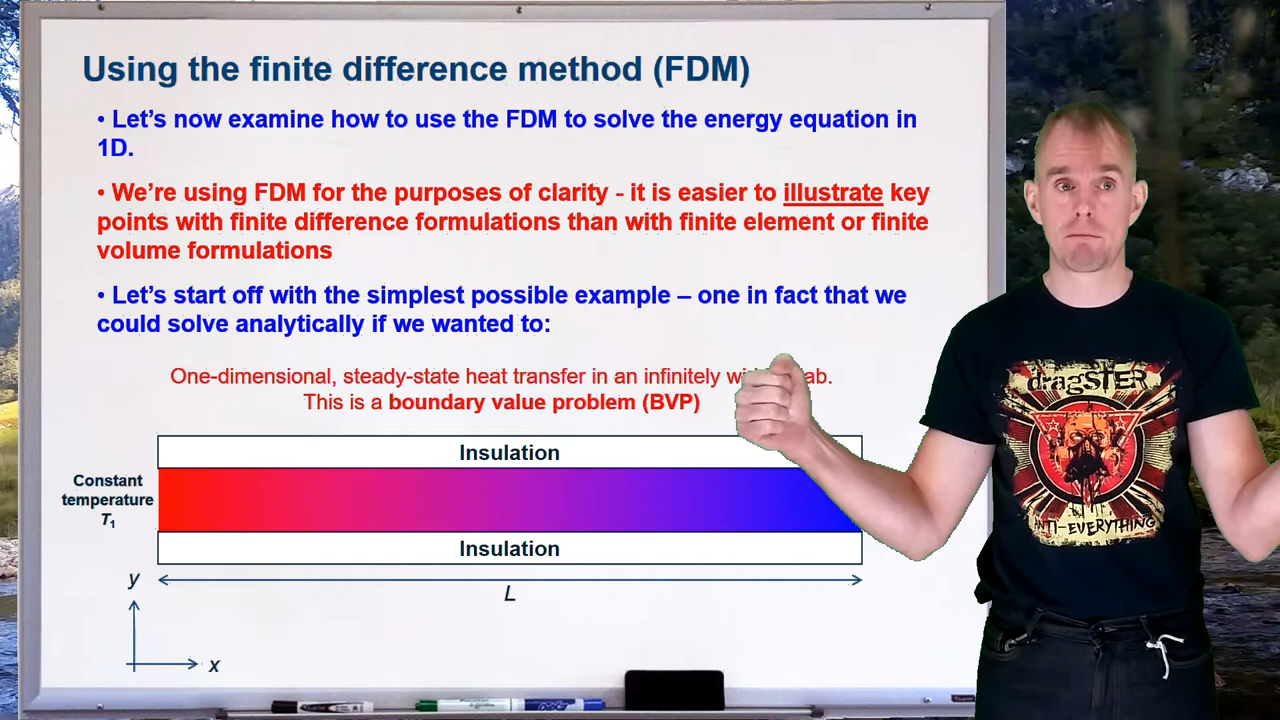 Using the finite difference method (FDM)
• Let’s now examine how to use the FDM to solve the energy equation in
1D.
• We’re using FDM for the purposes of clarity - it is easier to illustrate key
points with finite difference formulations than with finite element or finite
volume formulations
• Let’s start off with the simplest possible example – one in fact that we
could solve analytically if we wanted to:
One-dimensional, steady-state heat transfer in an infinitely
This is a boundary value problem (BVP)
Insulation
Constant
temperature
T1
Insulation
y
L
x
dragSTER
ANTI-EVERYTHING